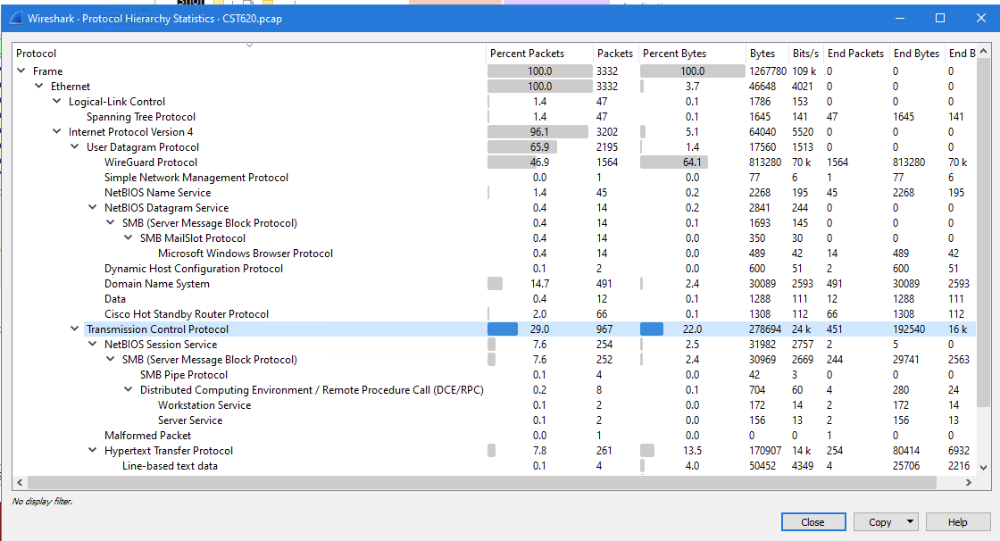 Wireshark · Protocol Hierarchy Statistics · CST620.pcap
Protocol Percent Packets Packets Percent Bytes Bytes Bits/s End Packets End Bytes End B
Frame 100.0 3332 100.0 1267780 109 k 0 0 0
Ethernet 100.0 3332 3.7 46648 4021 0 0 0
Logical-Link Control 1.4 47 0.1 1786 153 0 0 0
Spanning Tree Protocol 1.4 47 0.1 1645 141 47 1645 141
Internet Protocol Version 4 96.1 3202 5.1 64040 5520 0 0 0
User Datagram Protocol 65.9 2195 1.4 17560 1513 0 0 0
WireGuard Protocol 46.9 1564 64.1 813280 70 k 1564 813280 70 k
Simple Network Management Protocol 0.0 1 0.0 77 6 1 77 6
NetBIOS Name Service 1.4 45 0.2 2268 195 45 2268 195
NetBIOS Datagram Service 0.4 14 0.2 2841 244 0 0 0
SMB (Server Message Block Protocol) 0.4 14 0.1 1693 145 0 0 0
SMB MailSlot Protocol 0.4 14 0.0 350 30 0 0 0
Microsoft Windows Browser Protocol 0.4 14 0.0 489 42 14 489 42
Dynamic Host Configuration Protocol 0.1 2 0.0 600 51 2 600 51
Domain Name System 14.7 491 2.4 30089 2593 491 30089 2593
Data 0.4 12 0.1 1288 111 12 1288 111
Cisco Hot Standby Router Protocol 2.0 66 0.1 1308 112 66 1308 112
Transmission Control Protocol 29.0 967 22.0 278694 24 k 451 192540 16 k
NetBIOS Session Service 7.6 254 2.5 31982 2757 2 5 0
SMB (Server Message Block Protocol) 7.6 252 2.4 30969 2669 244 29741 2563
SMB Pipe Protocol 0.1 4 0.0 42 3 0 0 0
Distributed Computing Environment / Remote Procedure Call (DCE/RPC) 0.2 8 0.1 704 60 4 280 24
Workstation Service 0.1 2 0.0 172 14 2 172 14
Server Service 0.1 2 0.0 156 13 2 156 13
Malformed Packet 0.0 1 0.0 0 0 1 0 0
Hypertext Transfer Protocol 7.8 261 13.5 170907 14 k 254 80414 6932
Line-based text data 0.1 4 4.0 50452 4349 4 25706 2216
No display filter.
Close Copy Help